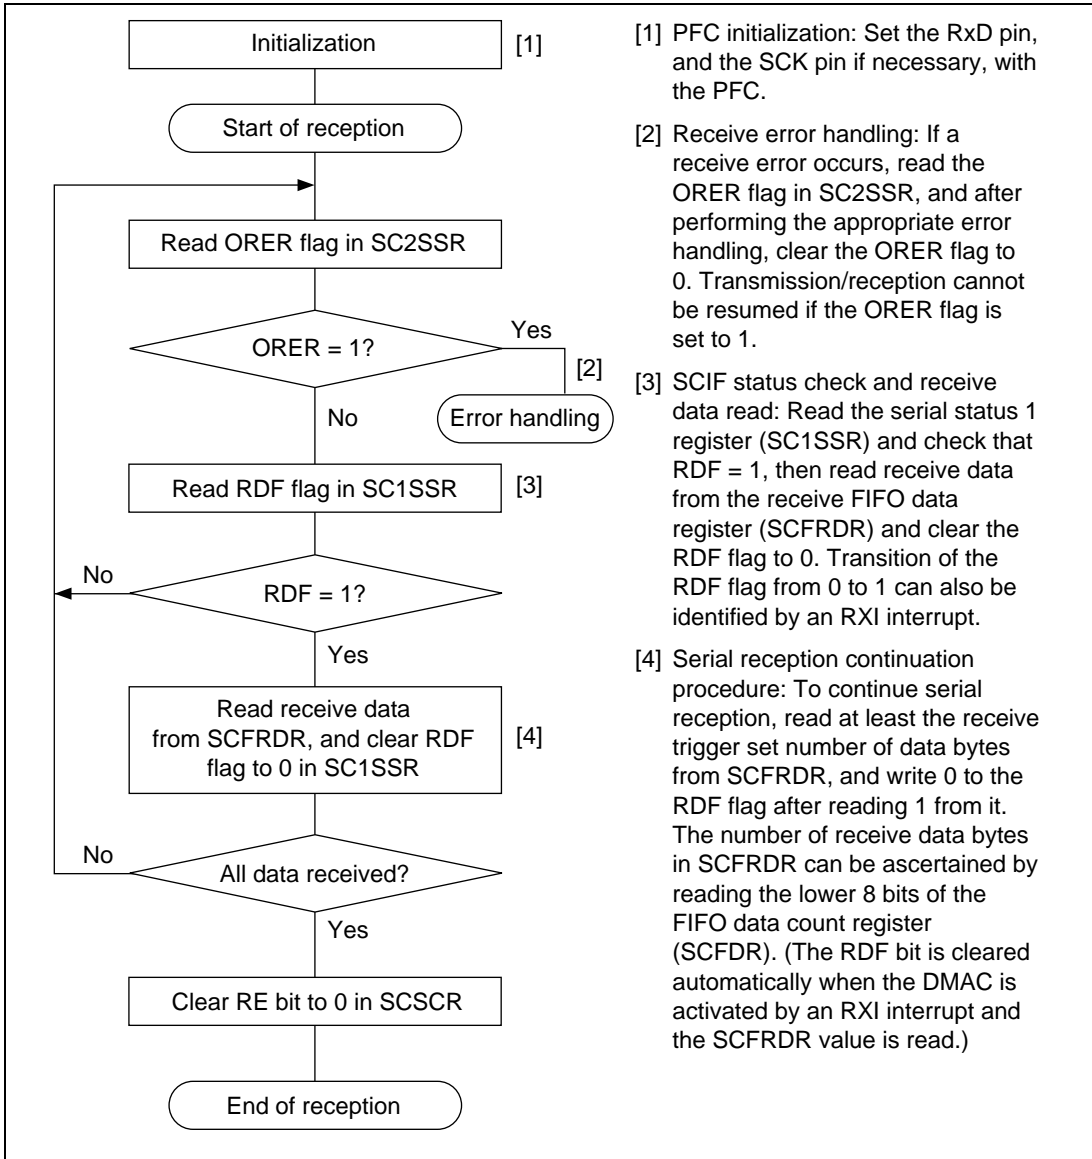 Initialization
[1]
Start of reception
Read ORER flag in SC2SSR
ORER = 1?
Yes
[2]
Error handling
No
Read RDF flag in SC1SSR
[3]
No
RDF = 1?
Yes
Read receive data
from SCFRDR, and clear RDF
flag to 0 in SC1SSR
[4]
No
All data received?
Yes
Clear RE bit to 0 in SCSCR
End of reception
[1] PFC initialization: Set the RxD pin,
and the SCK pin if necessary, with
the PFC.
[2] Receive error handling: If a
receive error occurs, read the
ORER flag in SC2SSR, and after
performing the appropriate error
handling, clear the ORER flag to
0. Transmission/reception cannot
be resumed if the ORER flag is
set to 1.
[3] SCIF status check and receive
data read: Read the serial status 1
register (SC1SSR) and check that
RDF = 1, then read receive data
from the receive FIFO data
register (SCFRDR) and clear the
RDF flag to 0. Transition of the
RDF flag from 0 to 1 can also be
identified by an RXI interrupt.
[4] Serial reception continuation
procedure: To continue serial
reception, read at least the receive
trigger set number of data bytes
from SCFRDR, and write 0 to the
RDF flag after reading 1 from it.
The number of receive data bytes
in SCFRDR can be ascertained by
reading the lower 8 bits of the
FIFO data count register
(SCFDR). (The RDF bit is cleared
automatically when the DMAC is
activated by an RXI interrupt and
the SCFRDR value is read.)